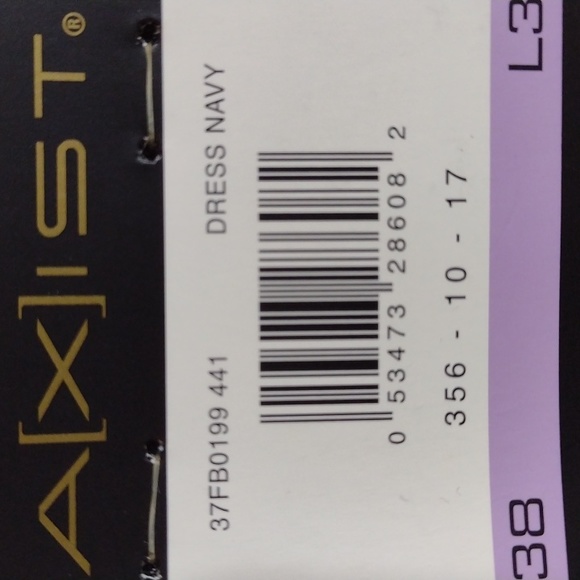 A[X]IST®
37FB0199 441 DRESS NAVY
0 53473 28608 2
356 - 10 - 17
38 L3